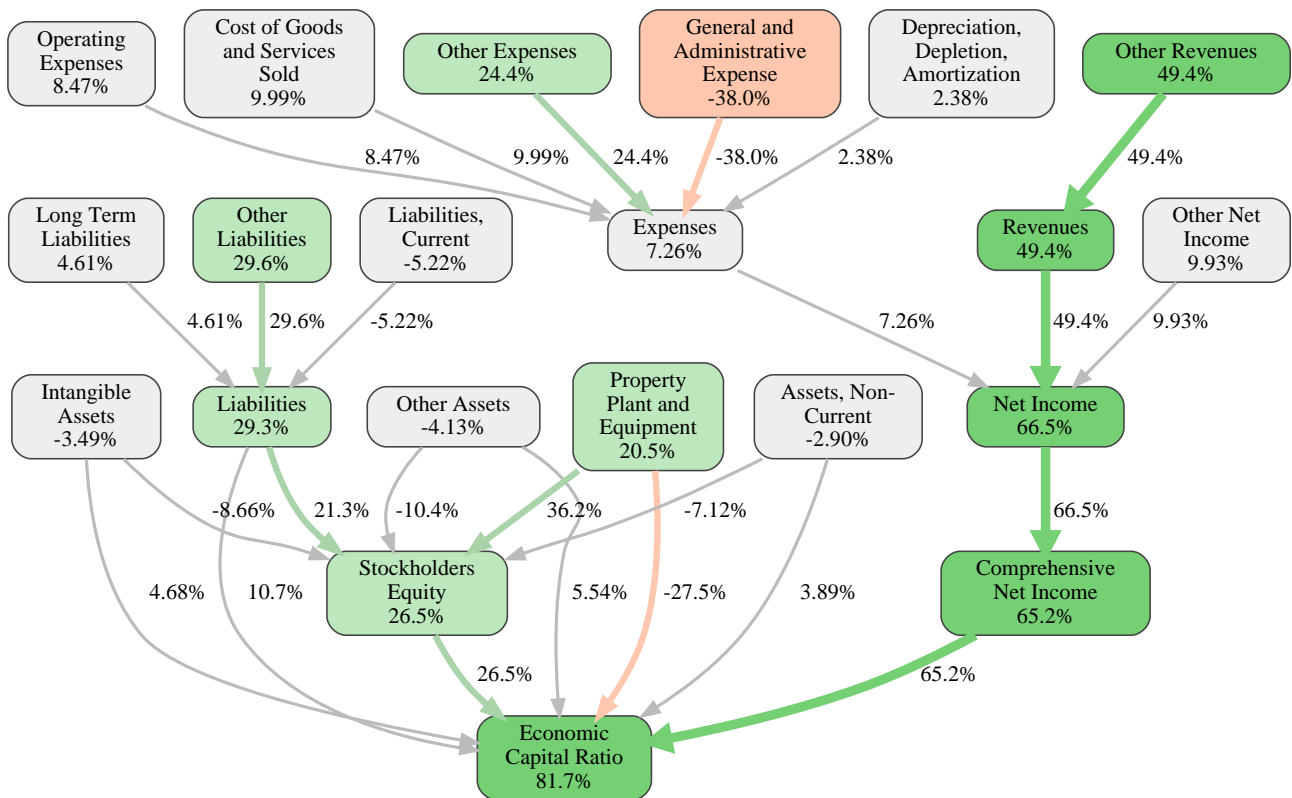 Operating
Expenses
8.47%
Cost of Goods
and Services
Sold
9.99%
Other Expenses
24.4%
General and
Administrative
Expense
-38.0%
Depreciation,
Depletion,
Amortization
2.38%
Other Revenues
49.4%
8.47%
9.99%
24.4%
-38.0%
2.38%
49.4%
Long Term
Liabilities
4.61%
Other
Liabilities
29.6%
Liabilities,
Current
-5.22%
Expenses
7.26%
Revenues
49.4%
Other Net
Income
9.93%
4.61%
29.6%
-5.22%
7.26%
49.4%
9.93%
Intangible
Assets
-3.49%
Liabilities
29.3%
Other Assets
-4.13%
Property
Plant and
Equipment
20.5%
Assets, Non-
Current
-2.90%
Net Income
66.5%
-8.66%
21.3%
-10.4%
36.2%
-7.12%
66.5%
Stockholders
Equity
26.5%
Comprehensive
Net Income
65.2%
4.68%
10.7%
5.54%
-27.5%
3.89%
26.5%
65.2%
Economic
Capital Ratio
81.7%